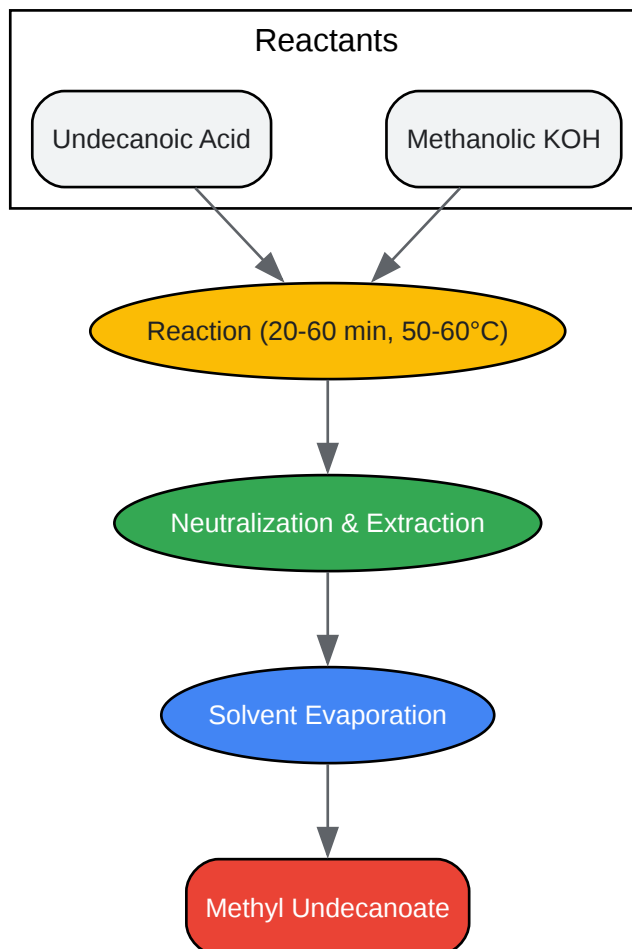 Reactants
Undecanoic Acid
Methanolic KOH
Reaction (20-60 min, 50-60°C)
Neutralization & Extraction
Solvent Evaporation
Methyl Undecanoate